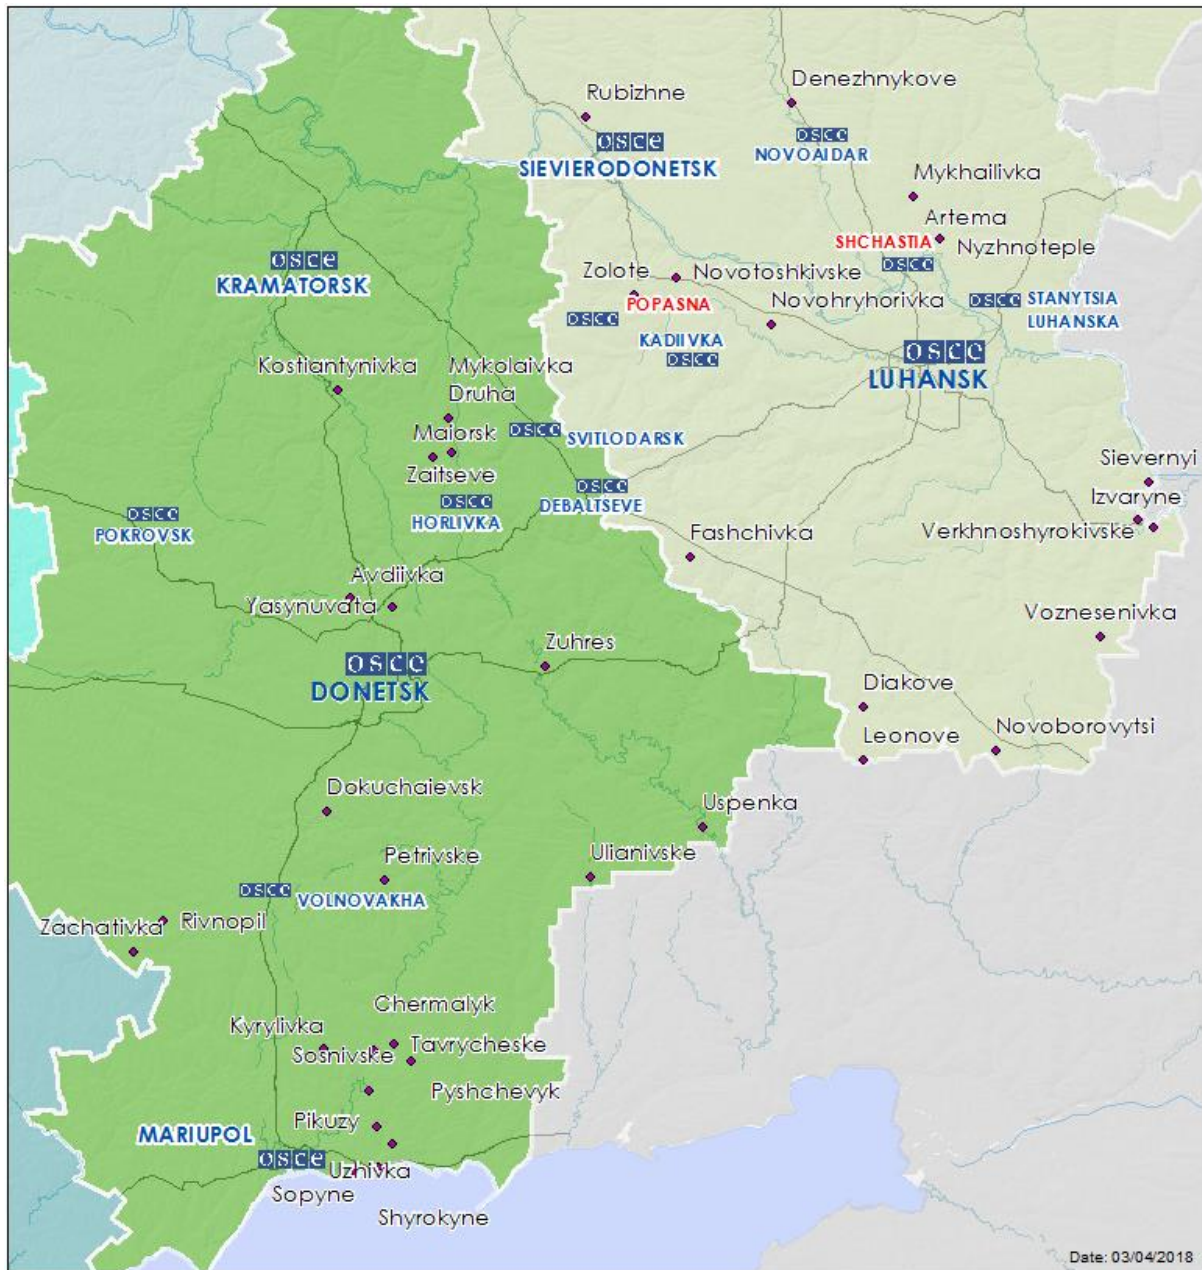 Denezhnykove
Rubizhne
osce
osce
NOVOAIDAR
SIEVIERODONETSK
Mykhailivka
Artema
SHCHASTIA
Nyzhnoteple
osce
KRAMATORSK
osce
Zolote
Novotoshkivske
POPASNA
Novohryhorivka
osce
STANYTSIA
LUHANSKA
osce
KADIIVKA
osce
osce
LUHANSK
Kostiantynivka
Mykolaivka
Druha
Maiorsk
osce
SVITLODARSK
Zaitseve
Sievernyi
osce
DEBALTSEVE
osce
HORLIVKA
Izvaryne
osce
POKROVSK
Verkhnoshyrokivske
Fashchivka
Avdiivka
Yasynuvata
Voznesenivka
Zuhres
osce
DONETSK
Diakove
Leonove
Novoborovytsi
Dokuchaievsk
Uspenka
Petrivske
Ulianivske
osce
VOLNOVAKHA
Zachativka
Rivnopil
Chermalyk
Kyrylivka
Sosnivske
Tavrycheske
Pyshchevyk
Pikuzy
MARIUPOL
osce
Uzhivka
Sopyne
Shyrokyne
Date: 03/04/2018